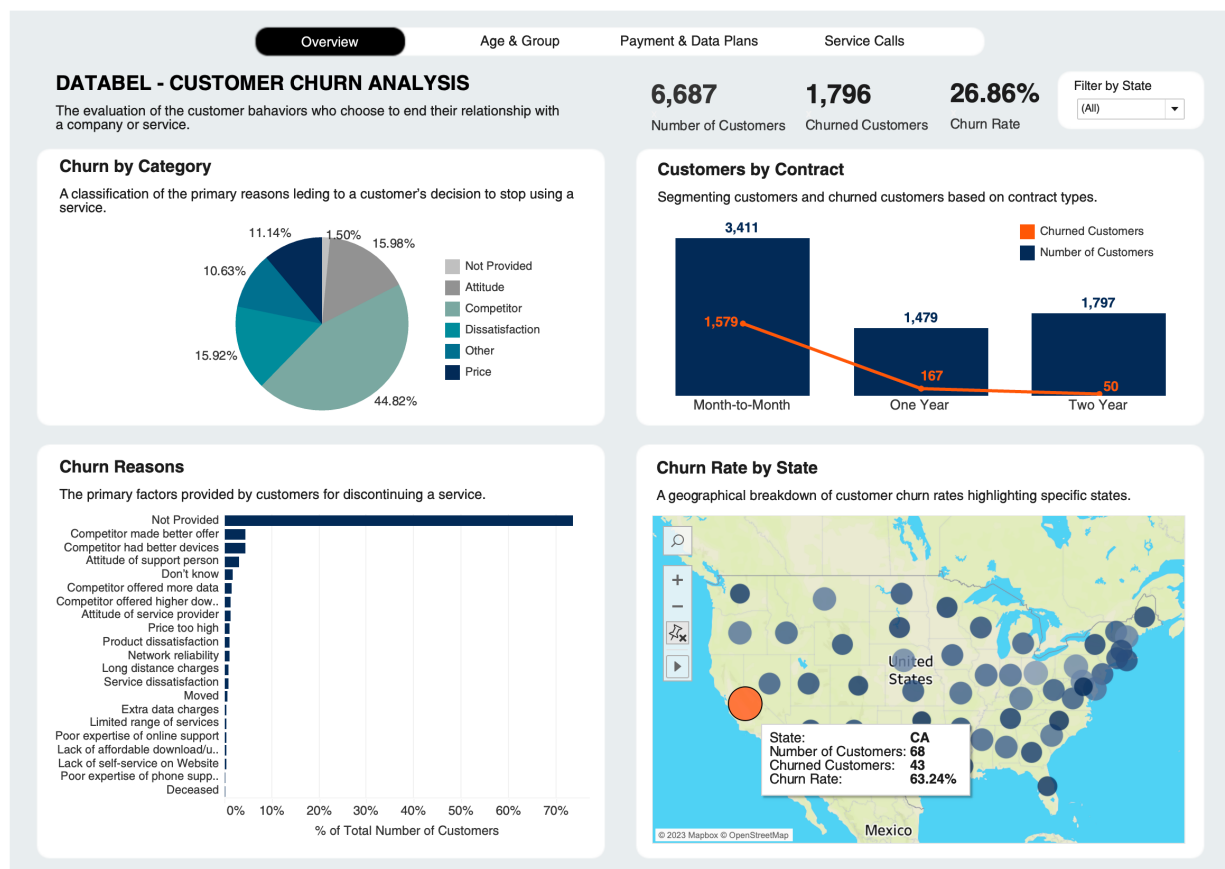 Overview
Age & Group
Payment & Data Plans
Service Calls
DATABEL - CUSTOMER CHURN ANALYSIS
The evaluation of the customer bahaviors who choose to end their relationship with
a company or service.
6,687
Number of Customers
1,796
Churned Customers
26.86%
Churn Rate
Filter by State
(All)
Churn by Category
A classification of the primary reasons leding to a customer's decision to stop using a
service.
11.14%
1.50%
15.98%
10.63%
15.92%
44.82%
Not Provided
Attitude
Competitor
Dissatisfaction
Other
Price
Customers by Contract
Segmenting customers and churned customers based on contract types.
Churned Customers
Number of Customers
3,411
1,479
1,797
1,579
167
50
Month-to-Month
One Year
Two Year
Churn Reasons
The primary factors provided by customers for discontinuing a service.
Not Provided
Competitor made better offer
Competitor had better devices
Attitude of support person
Don't know
Competitor offered more data
Competitor offered higher dow..
Attitude of service provider
Price too high
Product dissatisfaction
Network reliability
Long distance charges
Service dissatisfaction
Moved
Extra data charges
Limited range of services
Poor expertise of online support
Lack of affordable download/u..
Lack of self-service on Website
Poor expertise of phone supp..
Deceased
0% 10% 20% 30% 40% 50% 60% 70%
% of Total Number of Customers
Churn Rate by State
A geographical breakdown of customer churn rates highlighting specific states.
United
States
State: CA
Number of Customers: 68
Churned Customers: 43
Churn Rate: 63.24%
Mexico
© 2023 Mapbox © OpenStreetMap